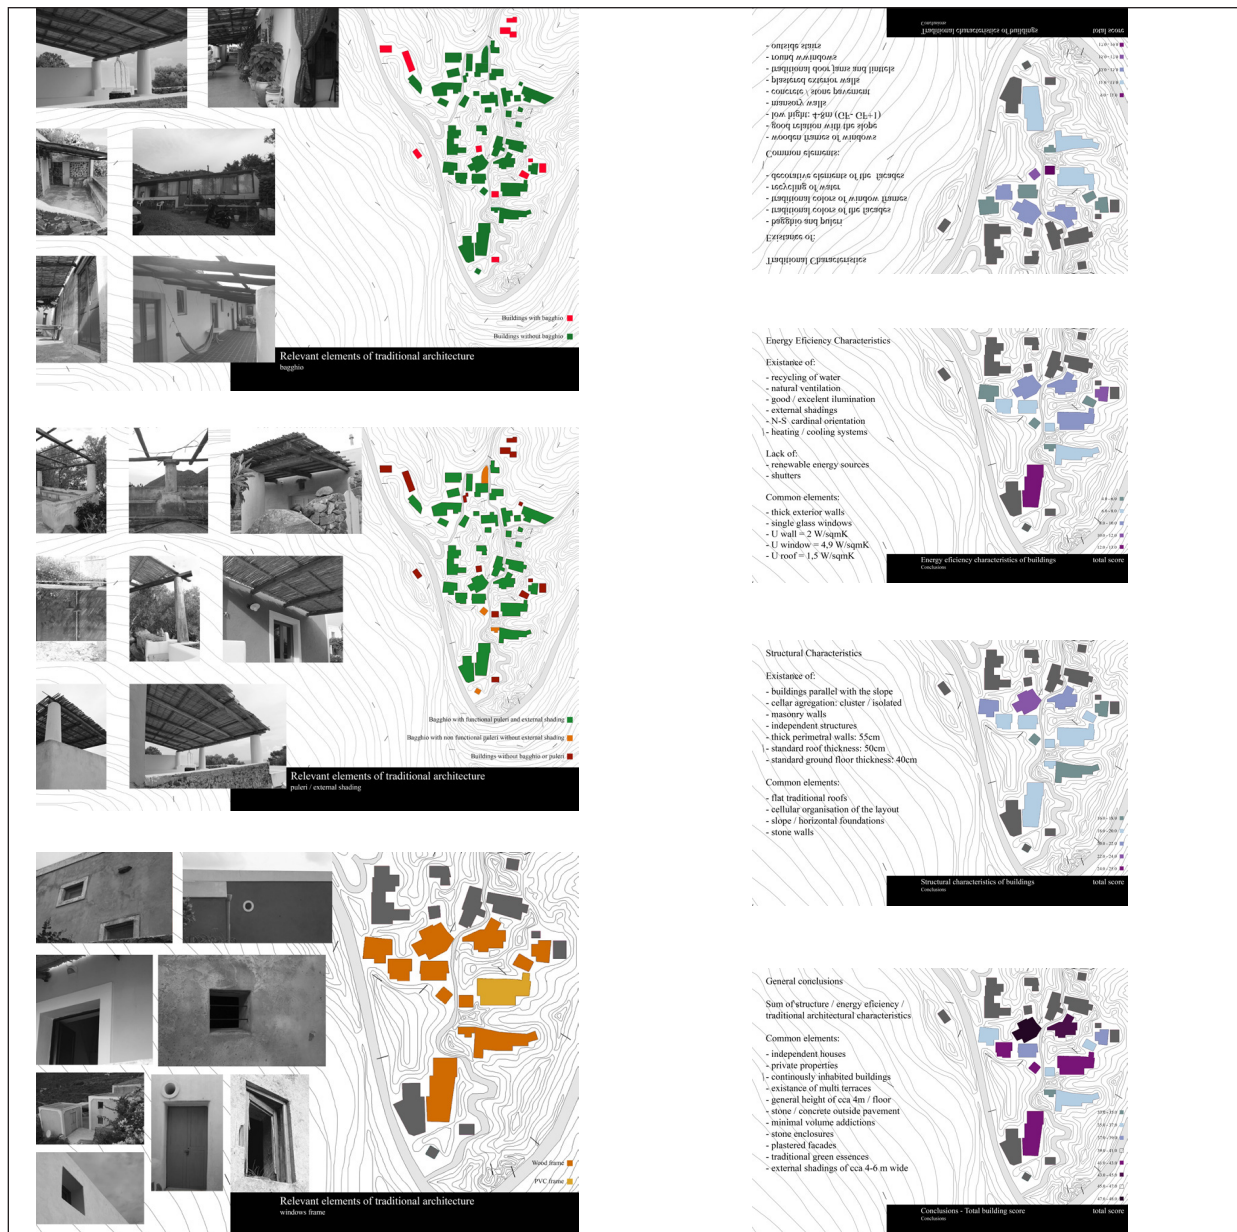 Buildings with bagghio
Buildings without bagghio
Relevant elements of traditional architecture
bagghio
Bagghio with functional puleri and external shading
Bagghio with non functional puleri without external shading
Buildings without bagghio or puleri
Relevant elements of traditional architecture
puleri / external shading
Wood frame
PVC frame
Relevant elements of traditional architecture
windows frame
Traditional Characteristics
Existance of:
- bagghio and puleri
- traditional colors of the facades
- traditional colors of window frames
- recycling of water
- decorative elements of the facades
Common elements:
- wooden frames of windows
- good relation with the slope
- low hight: 4-8m (GF- GF+1)
- mansory walls
- concrete / stone pavement
- plastered exterior walls
- traditional door jams and linttels
- round wwindows
- outside stairs
Traditional characteristics of buildings
total score
Conclusions
Energy Eficiency Characteristics
Existance of:
- recycling of water
- natural ventilation
- good / excelent ilumination
- external shadings
- N-S cardinal orientation
- heating / cooling systems
Lack of:
- renewable energy sources
- shutters
Common elements:
- thick exterior walls
- single glass windows
- U wall = 2 W/sqmK
- U window = 4,9 W/sqmK
- U roof = 1,5 W/sqmK
Energy eficiency characteristics of buildings
total score
Conclusions
Structural Characteristics
Existance of:
- buildings parallel with the slope
- cellar agregation: cluster / isolated
- masonry walls
- independent structures
- thick perimetral walls: 55cm
- standard roof thickness: 50cm
- standard ground floor thickness: 40cm
Common elements:
- flat traditional roofs
- cellular organisation of the layout
- slope / horizontal foundations
- stone walls
Structural characteristics of buildings
total score
Conclusions
General conclusions
Sum of structure / energy eficiency /
traditional architectural characteristics
Common elements:
- independent houses
- private properties
- continously inhabited buildings
- existance of multi terraces
- general height of cca 4m / floor
- stone / concrete outside pavement
- minimal volume addictions
- stone enclosures
- plastered facades
- traditional green essences
- external shadings of cca 4-6 m wide
Conclusions - Total building score
total score
Conclusions